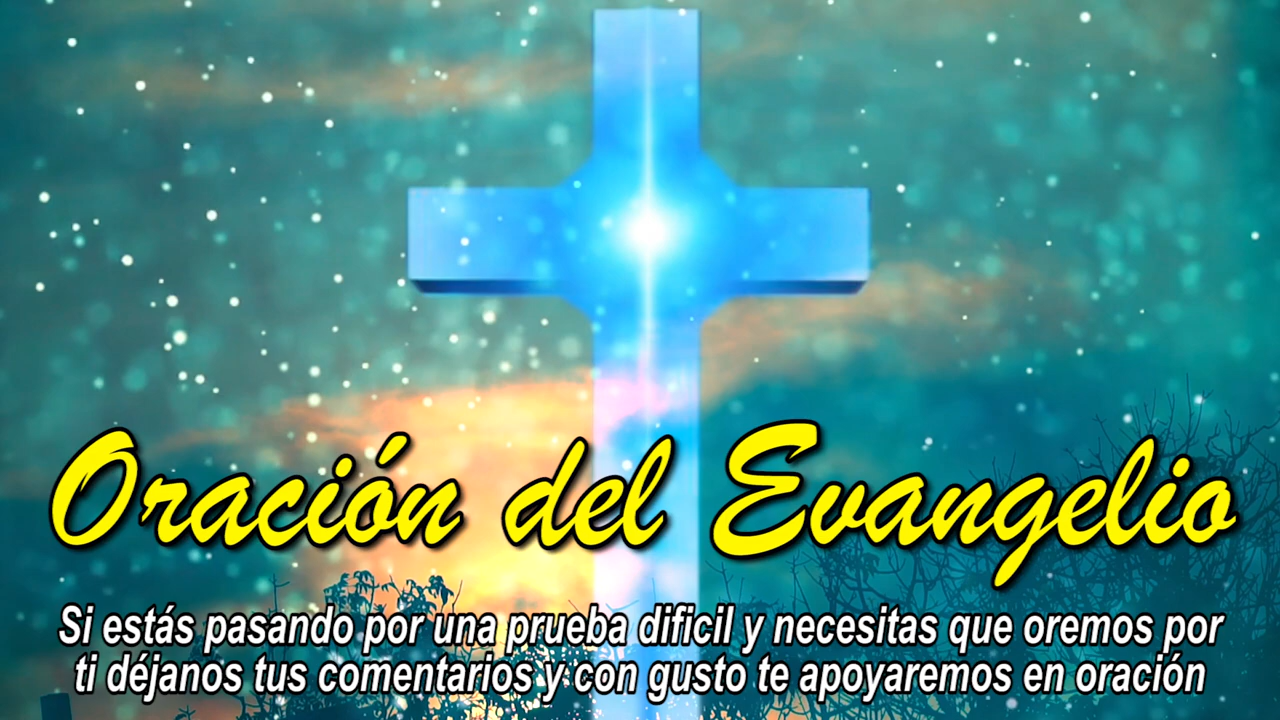 Oración del Evangelio
Si estás pasando por una prueba dificil y necesitas que oremos por
ti déjanos tus comentarios y con gusto te apoyaremos en oración